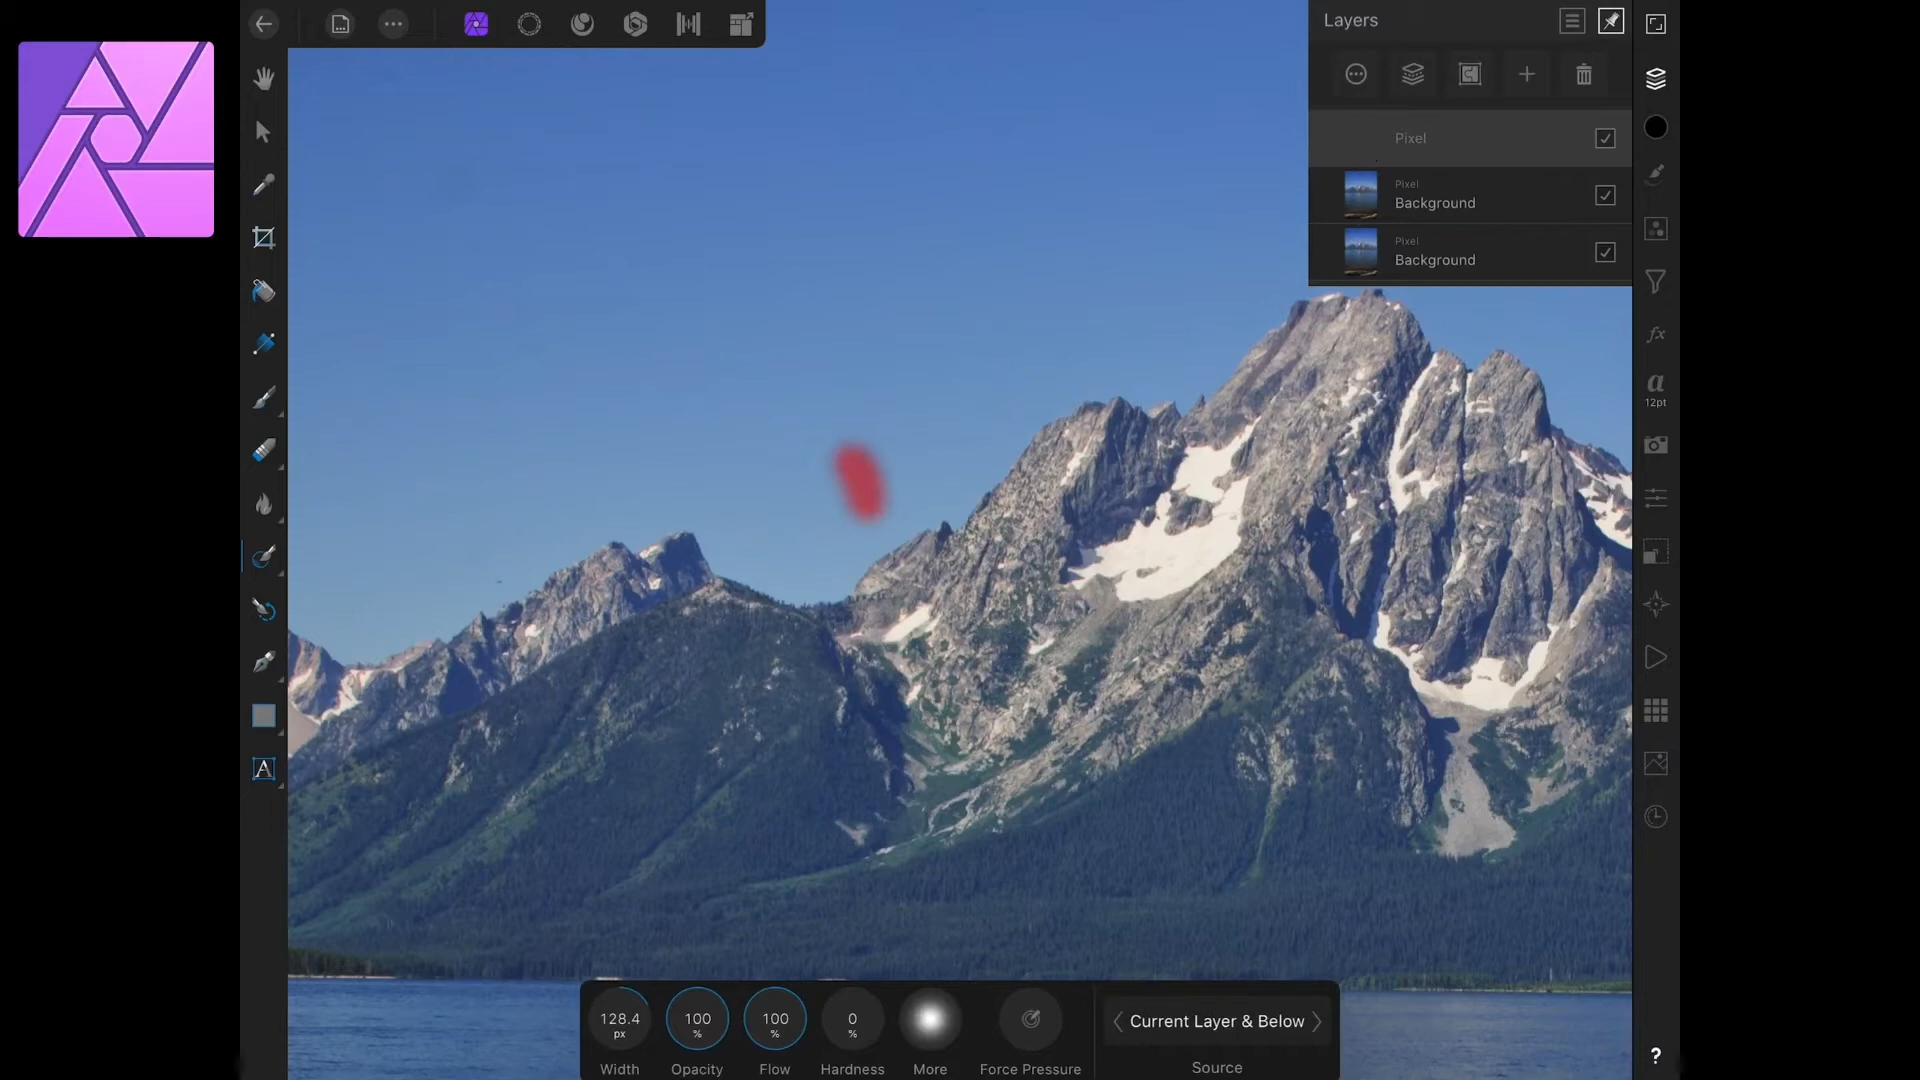 Layers
Pixel
Pixel
Background
Pixel
Background
fx
a
12pt
A
128.4
px
100
%
100
%
0
%
Current Layer & Below
Width
Opacity
Flow
Hardness
More
Force Pressure
Source
?